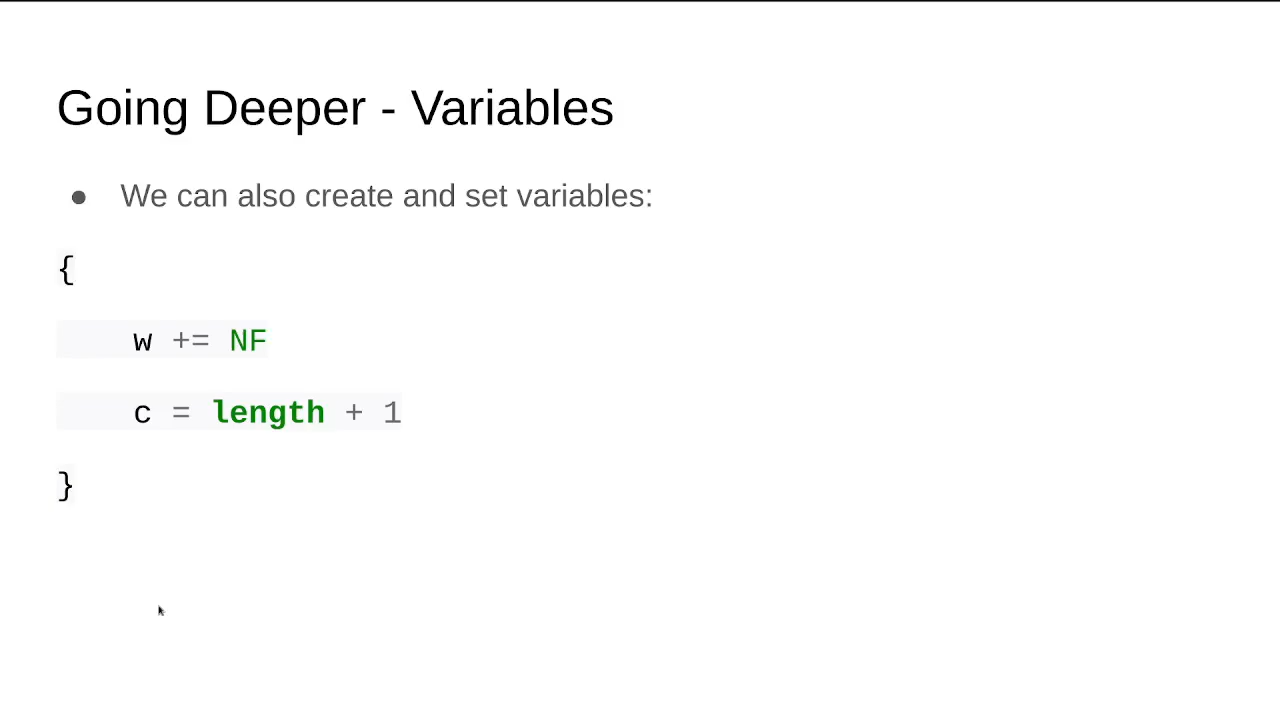 Going Deeper - Variables
● We can also create and set variables:
{
    w += NF
    c = length + 1
}